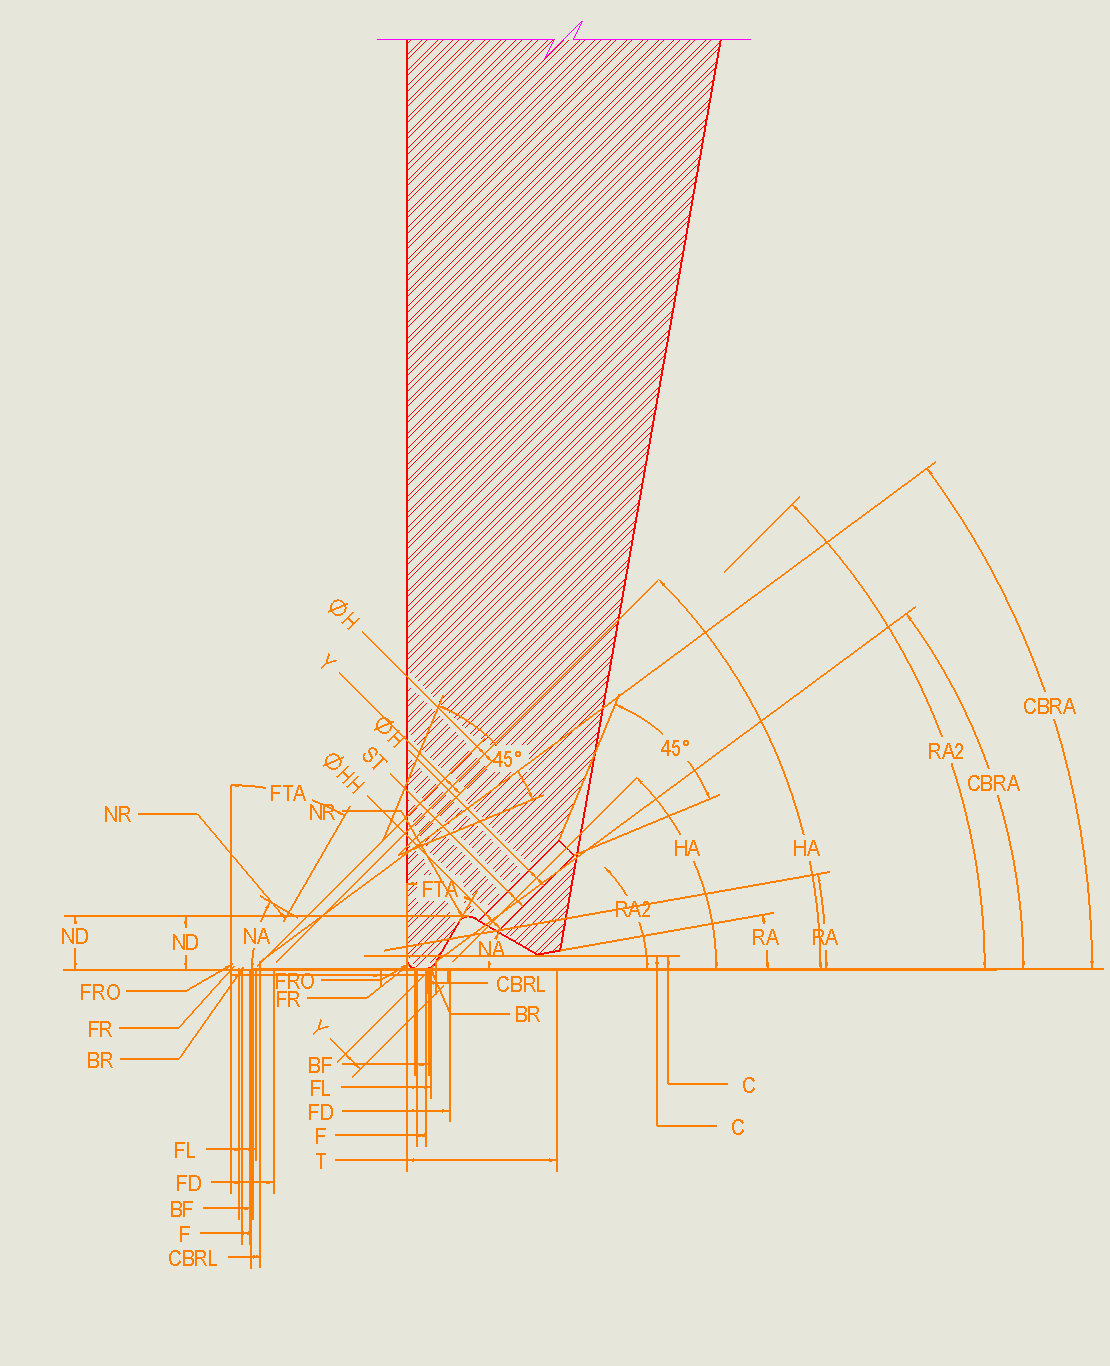 ØH
Y
CBRA
ØH
45°
45°
RA2
ST
ØHH
CBRA
FTA
NR
NR
HA
HA
FTA
RA2
ND
ND
NA
NA
RA
RA
FRO
FRO
CBRL
FR
BR
FR
Y
BR
BF
C
FL
FD
C
F
FL
T
FD
BF
F
CBRL